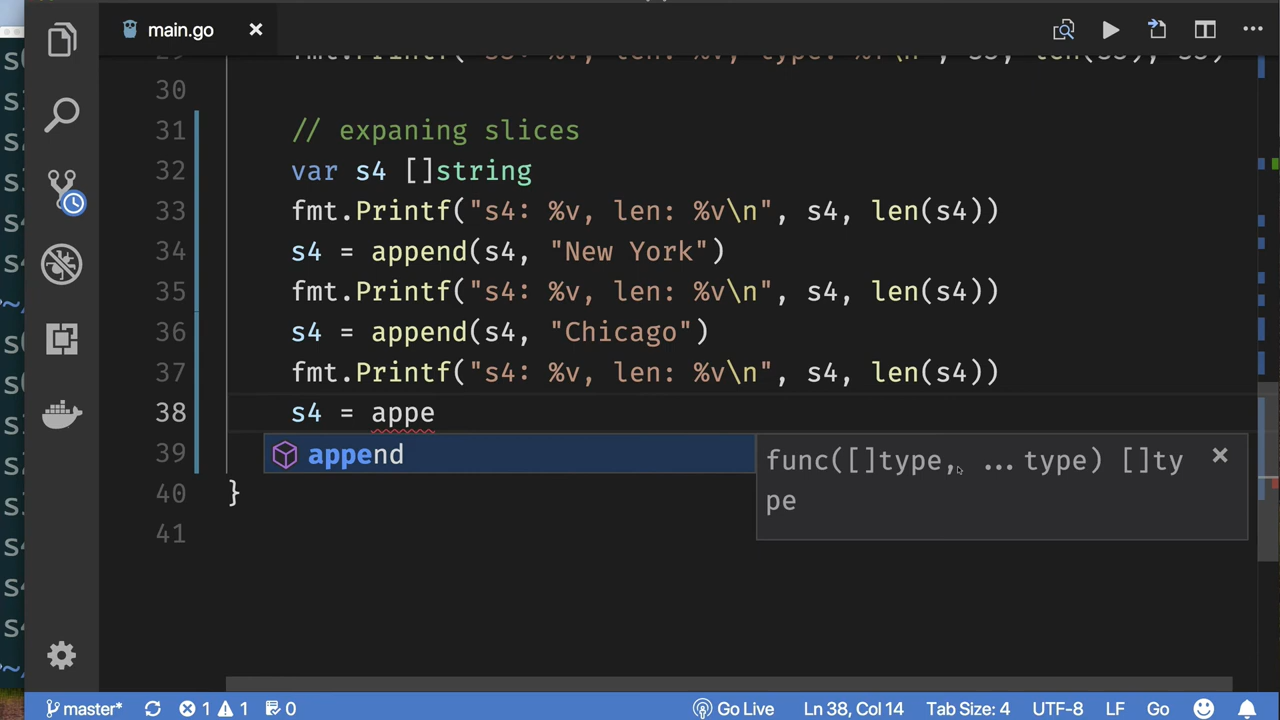 main.go
30
31 // expaning slices
32 var s4 []string
33 fmt.Printf("s4: %v, len: %v\n", s4, len(s4))
34 s4 = append(s4, "New York")
35 fmt.Printf("s4: %v, len: %v\n", s4, len(s4))
36 s4 = append(s4, "Chicago")
37 fmt.Printf("s4: %v, len: %v\n", s4, len(s4))
38 s4 = appe
39 append func([]type, ...type) []ty
pe
40 }
41
master* 1 1 0 Go Live Ln 38, Col 14 Tab Size: 4 UTF-8 LF Go